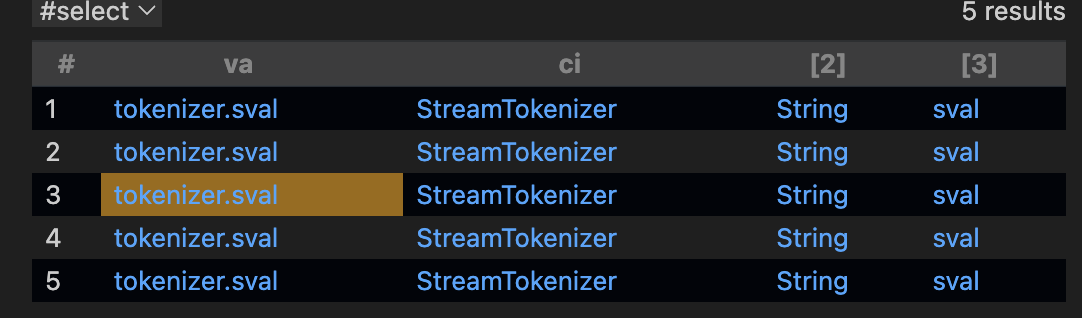 #select 5 results
# va ci [2] [3]
1 tokenizer.sval StreamTokenizer String sval
2 tokenizer.sval StreamTokenizer String sval
3 tokenizer.sval StreamTokenizer String sval
4 tokenizer.sval StreamTokenizer String sval
5 tokenizer.sval StreamTokenizer String sval